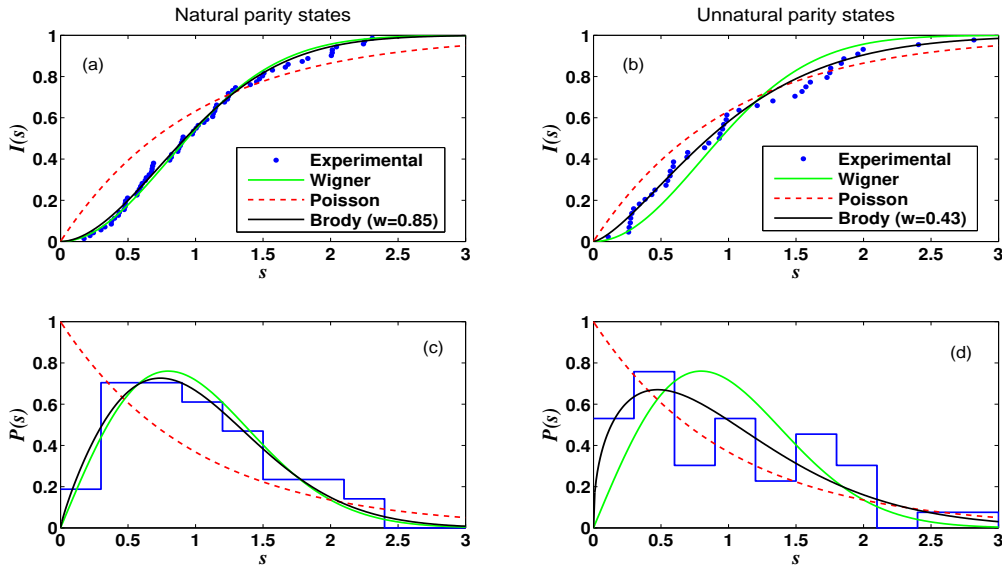 Natural parity states
Unnatural parity states
(a)
I(s)
1
0.8
0.6
0.4
0.2
0
0
0.5
1
1.5
2
2.5
3
s
Experimental
Wigner
Poisson
Brody (w=0.85)
(b)
I(s)
1
0.8
0.6
0.4
0.2
0
0
0.5
1
1.5
2
2.5
3
s
Experimental
Wigner
Poisson
Brody (w=0.43)
(c)
P(s)
1
0.8
0.6
0.4
0.2
0
0
0.5
1
1.5
2
2.5
3
s
(d)
P(s)
1
0.8
0.6
0.4
0.2
0
0
0.5
1
1.5
2
2.5
3
s